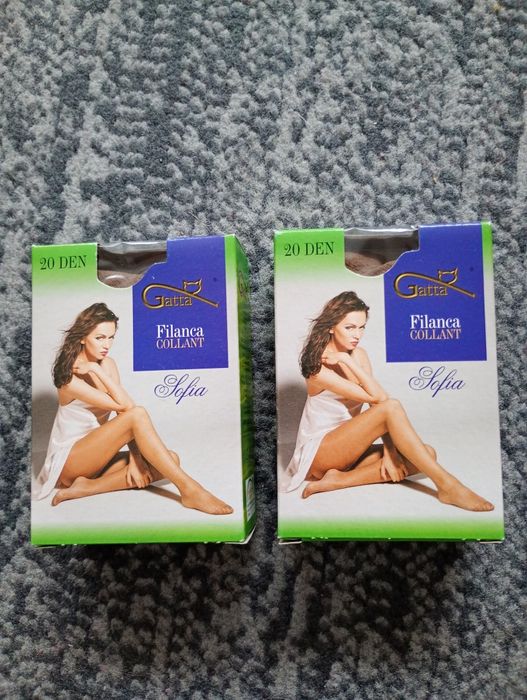 20 DEN
Gatta
Filanca
COLLANT
Sofia
20 DEN
Gatta
Filanca
COLLANT
Sofia